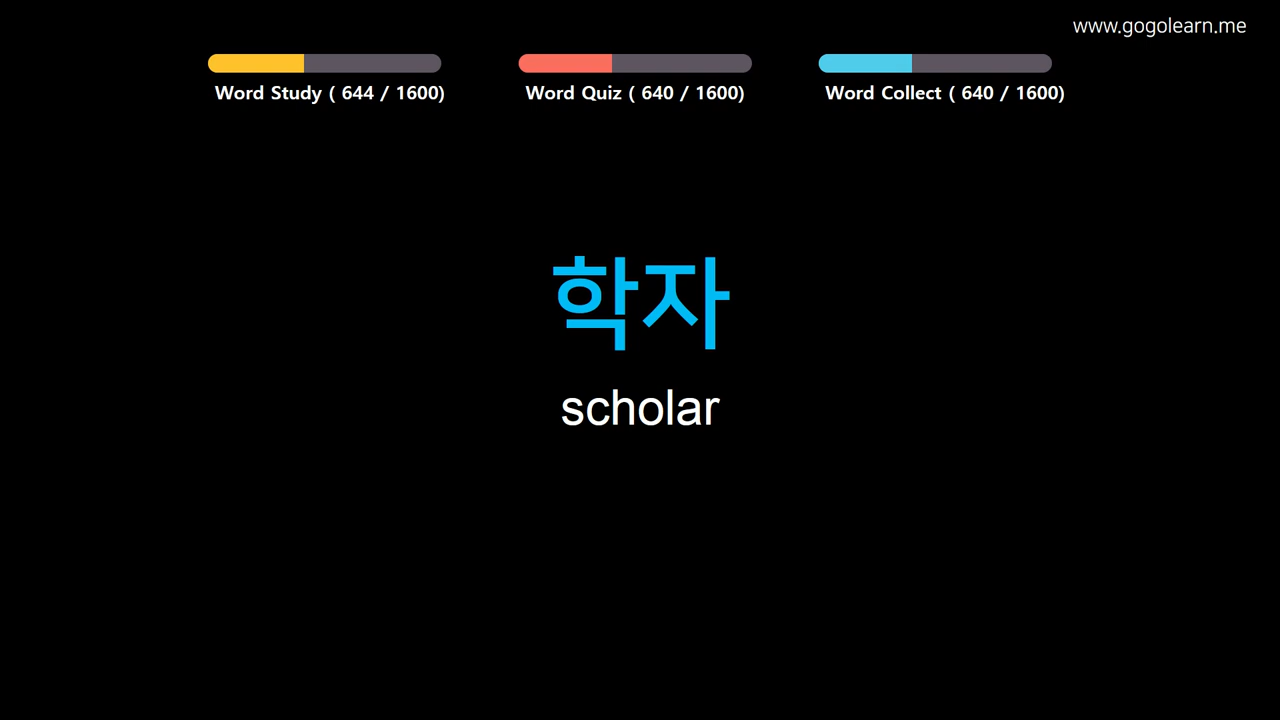 www.gogolearn.me
Word Study ( 644 / 1600)
Word Quiz ( 640 / 1600)
Word Collect ( 640 / 1600)
학자
scholar